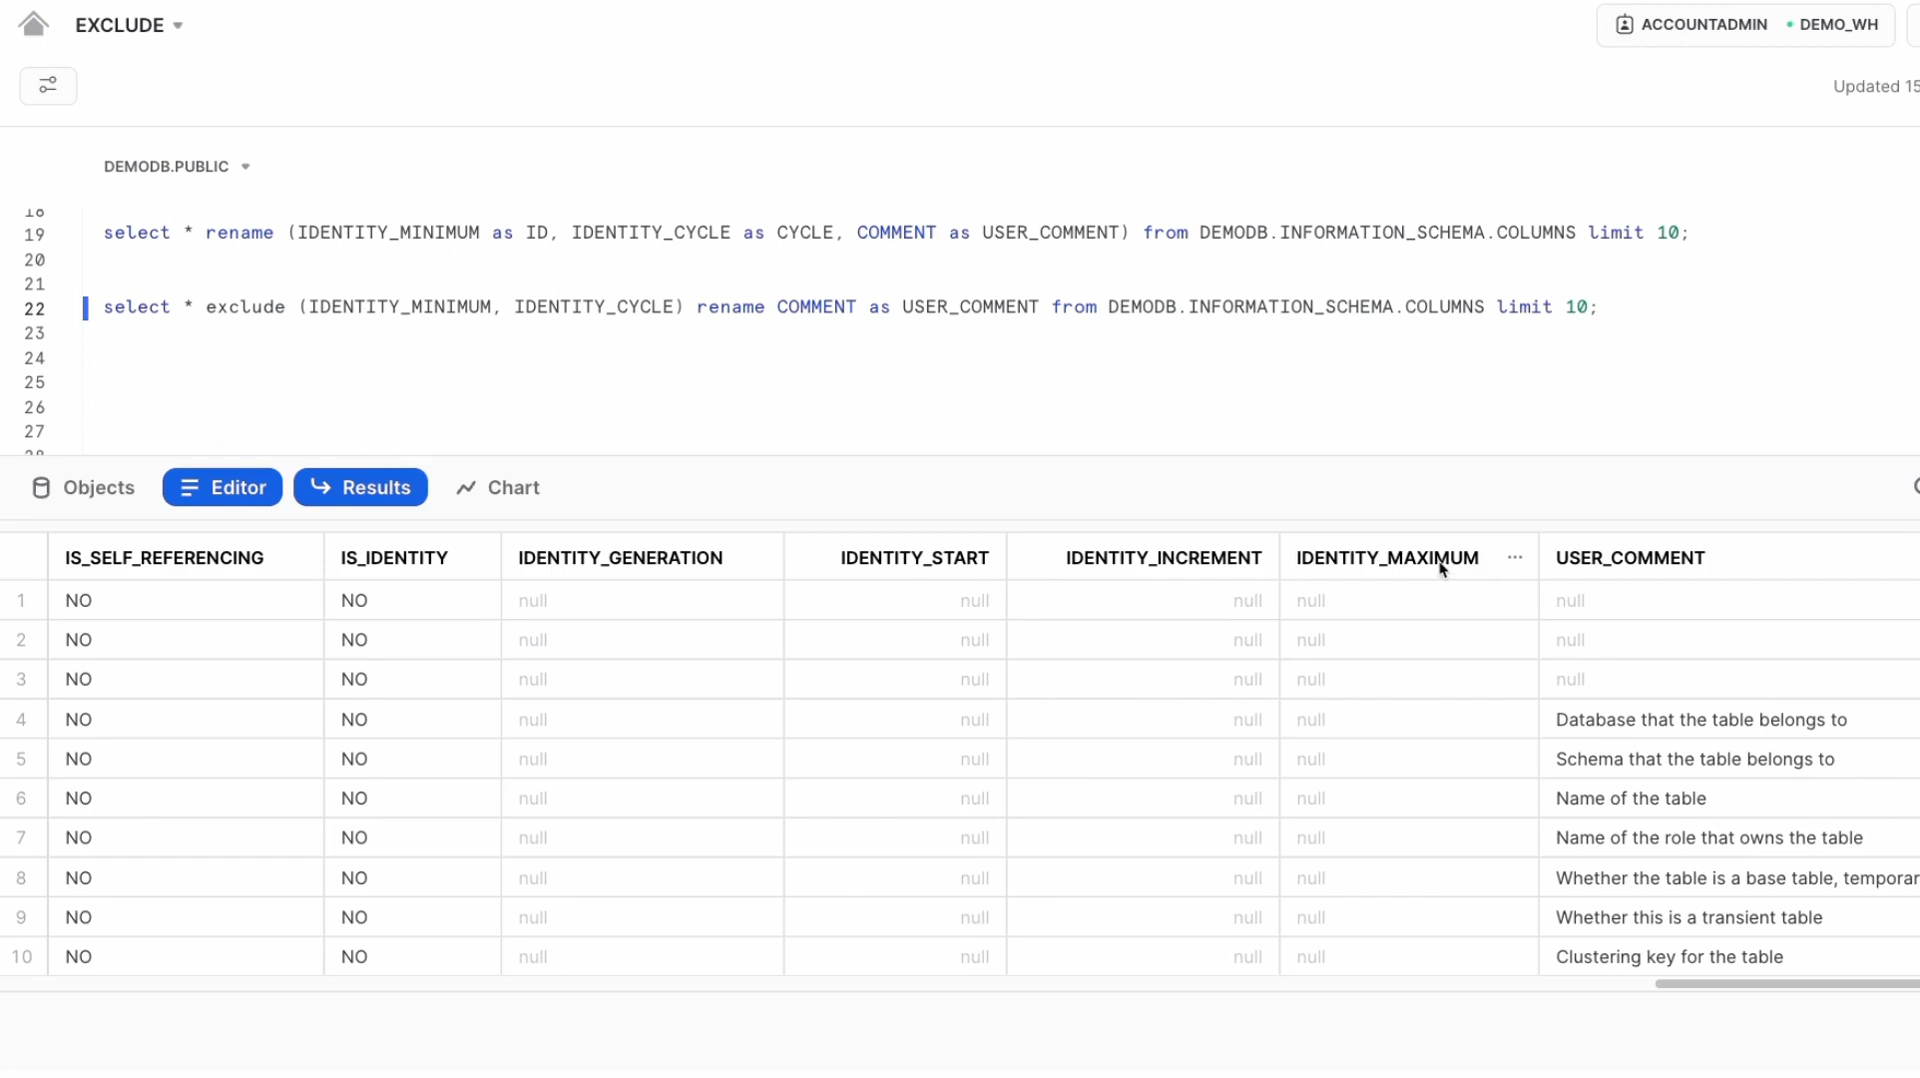 EXCLUDE
ACCOUNTADMIN DEMO_WH
Updated 15
DEMODB.PUBLIC
18
19 select * rename (IDENTITY_MINIMUM as ID, IDENTITY_CYCLE as CYCLE, COMMENT as USER_COMMENT) from DEMODB.INFORMATION_SCHEMA.COLUMNS limit 10;
20
21
22 select * exclude (IDENTITY_MINIMUM, IDENTITY_CYCLE) rename COMMENT as USER_COMMENT from DEMODB.INFORMATION_SCHEMA.COLUMNS limit 10;
23
24
25
26
27
28
Objects Editor Results Chart
IS_SELF_REFERENCING IS_IDENTITY IDENTITY_GENERATION IDENTITY_START IDENTITY_INCREMENT IDENTITY_MAXIMUM ... USER_COMMENT
1 NO NO null null null null null
2 NO NO null null null null null
3 NO NO null null null null null
4 NO NO null null null null Database that the table belongs to
5 NO NO null null null null Schema that the table belongs to
6 NO NO null null null null Name of the table
7 NO NO null null null null Name of the role that owns the table
8 NO NO null null null null Whether the table is a base table, temporar
9 NO NO null null null null Whether this is a transient table
10 NO NO null null null null Clustering key for the table